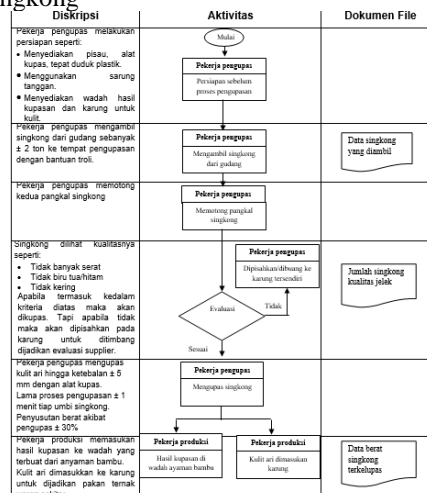 ngkong
Diskripsi
Aktivitas
Dokumen File
Pekerja pengupas melakukan
persiapan seperti:
• Menyediakan pisau, alat
kupas, tepat duduk plastik.
• Menggunakan sarung
tanggan.
• Menyediakan wadah hasil
kupasan dan karung untuk
kulit.
Mulai
Pekerja pengupas
Persiapan sebelum
proses pengupasan
Pekerja pengupas mengambil
singkong dari gudang sebanyak
± 2 ton ke tempat pengupasan
dengan bantuan troli.
Pekerja pengupas
Mengambil singkong
dari gudang
Data singkong
yang diambil
Pekerja pengupas memotong
kedua pangkal singkong
Pekerja pengupas
Memotong pangkal
singkong
Singkong dilihat kualitasnya
seperti:
• Tidak banyak serat
• Tidak biru tua/hitam
• Tidak kering
Apabila termasuk kedalam
kriteria diatas maka akan
dikupas. Tapi apabila tidak
maka akan dipisahkan pada
karung untuk ditimbang
dijadikan evaluasi supplier.
Pekerja pengupas
Dipisahkan/dibuang ke
karung tersendiri
Evaluasi
Tidak
Sesuai
Jumlah singkong
kualitas jelek
Pekerja pengupas mengupas
kulit ari hingga ketebalan ± 5
mm dengan alat kupas.
Lama proses pengupasan ± 1
menit tiap umbi singkong.
Penyusutan berat akibat
pengupas ± 30%
Pekerja pengupas
Mengupas singkong
Pekerja produksi memasukan
hasil kupasan ke wadah yang
terbuat dari anyaman bambu.
Kulit ari dimasukkan ke karung
untuk dijadikan pakan ternak
Pekerja produksi
Hasil kupasan di
wadah ayaman bambu
Pekerja produksi
Kulit ari dimasukan
karung
Data berat
singkong
terkelupas